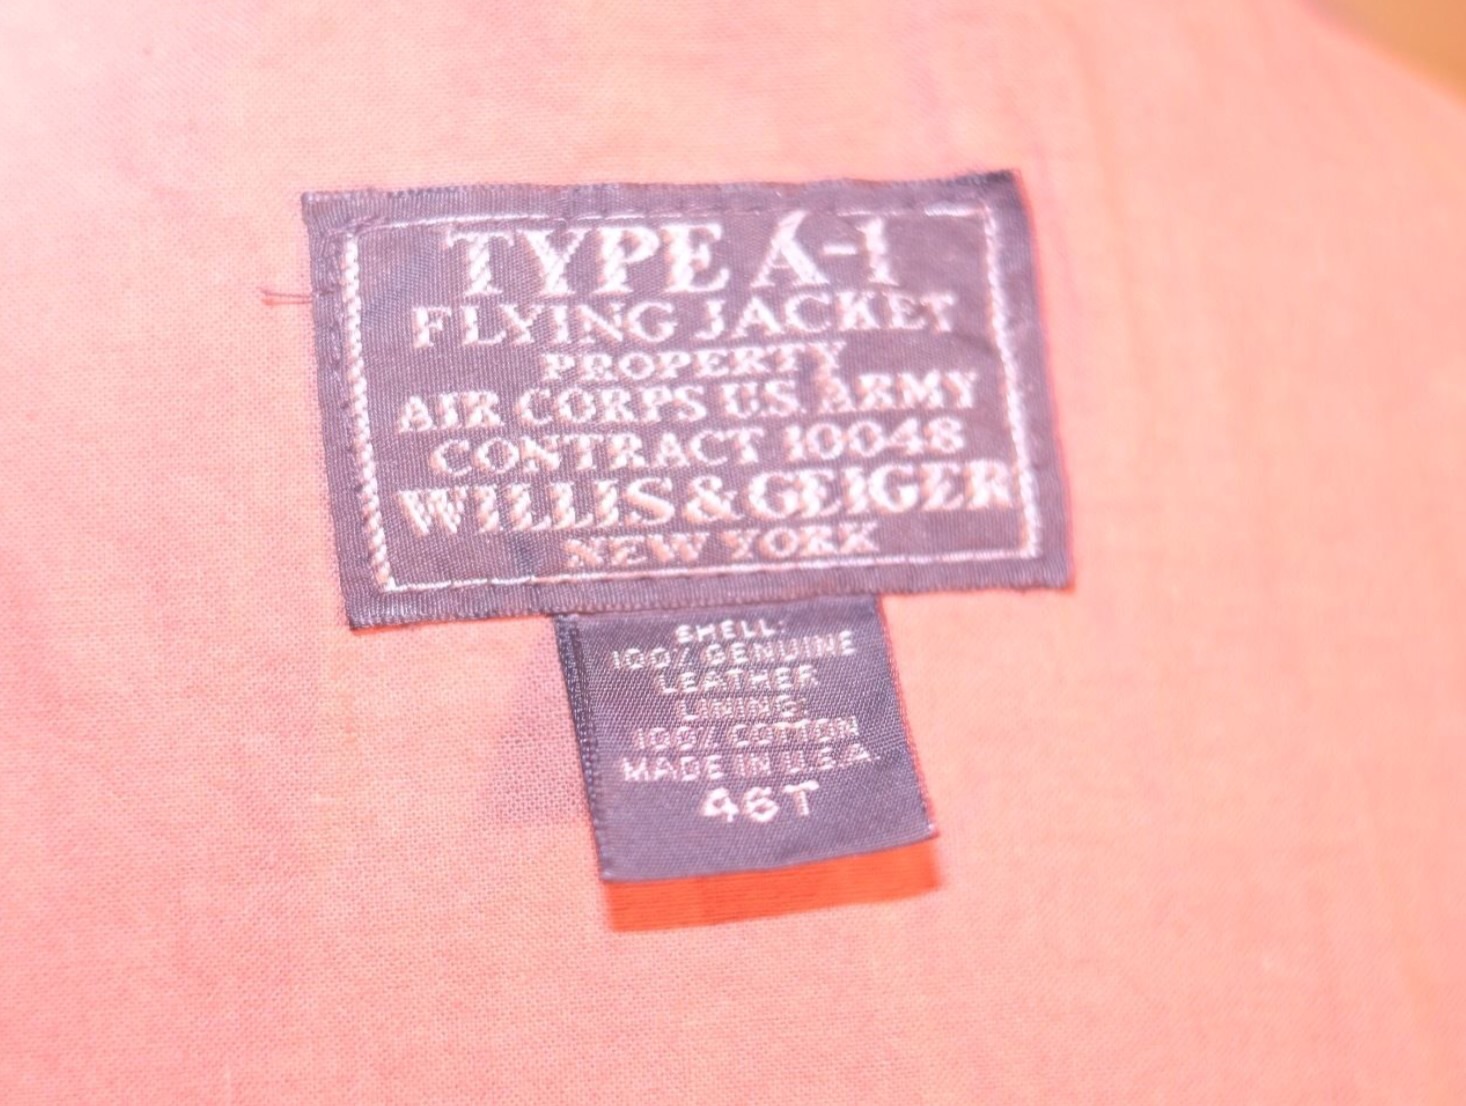 TYPE A-1
FLYING JACKET
PROPERTY
AIR CORPS U.S. ARMY
CONTRACT 10048
WILLIS & GEIGER
NEW YORK
SHELL:
100% GENUINE
LEATHER
LINING:
100% COTTON
MADE IN U.S.A.
46T